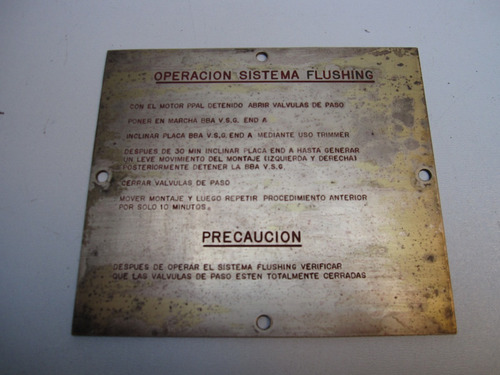 OPERACION SISTEMA FLUSHING
CON EL MOTOR PPAL DETENIDO ABRIR VALVULAS DE PASO
PONER EN MARCHA BBA V.S.G. END A
INCLINAR PLACA BBA V.S.G. END A MEDIANTE USO TRIMMER
DESPUES DE 30 MIN INCLINAR PLACA END A HASTA GENERAR
UN LEVE MOVIMIENTO DEL MONTAJE (IZQUIERDA Y DERECHA)
POSTERIORMENTE DETENER LA BBA V.S.G.
CERRAR VALVULAS DE PASO
MOVER MONTAJE Y LUEGO REPETIR PROCEDIMIENTO ANTERIOR
POR SOLO 10 MINUTOS.
PRECAUCION
DESPUES DE OPERAR EL SISTEMA FLUSHING VERIFICAR
QUE LAS VALVULAS DE PASO ESTEN TOTALMENTE CERRADAS